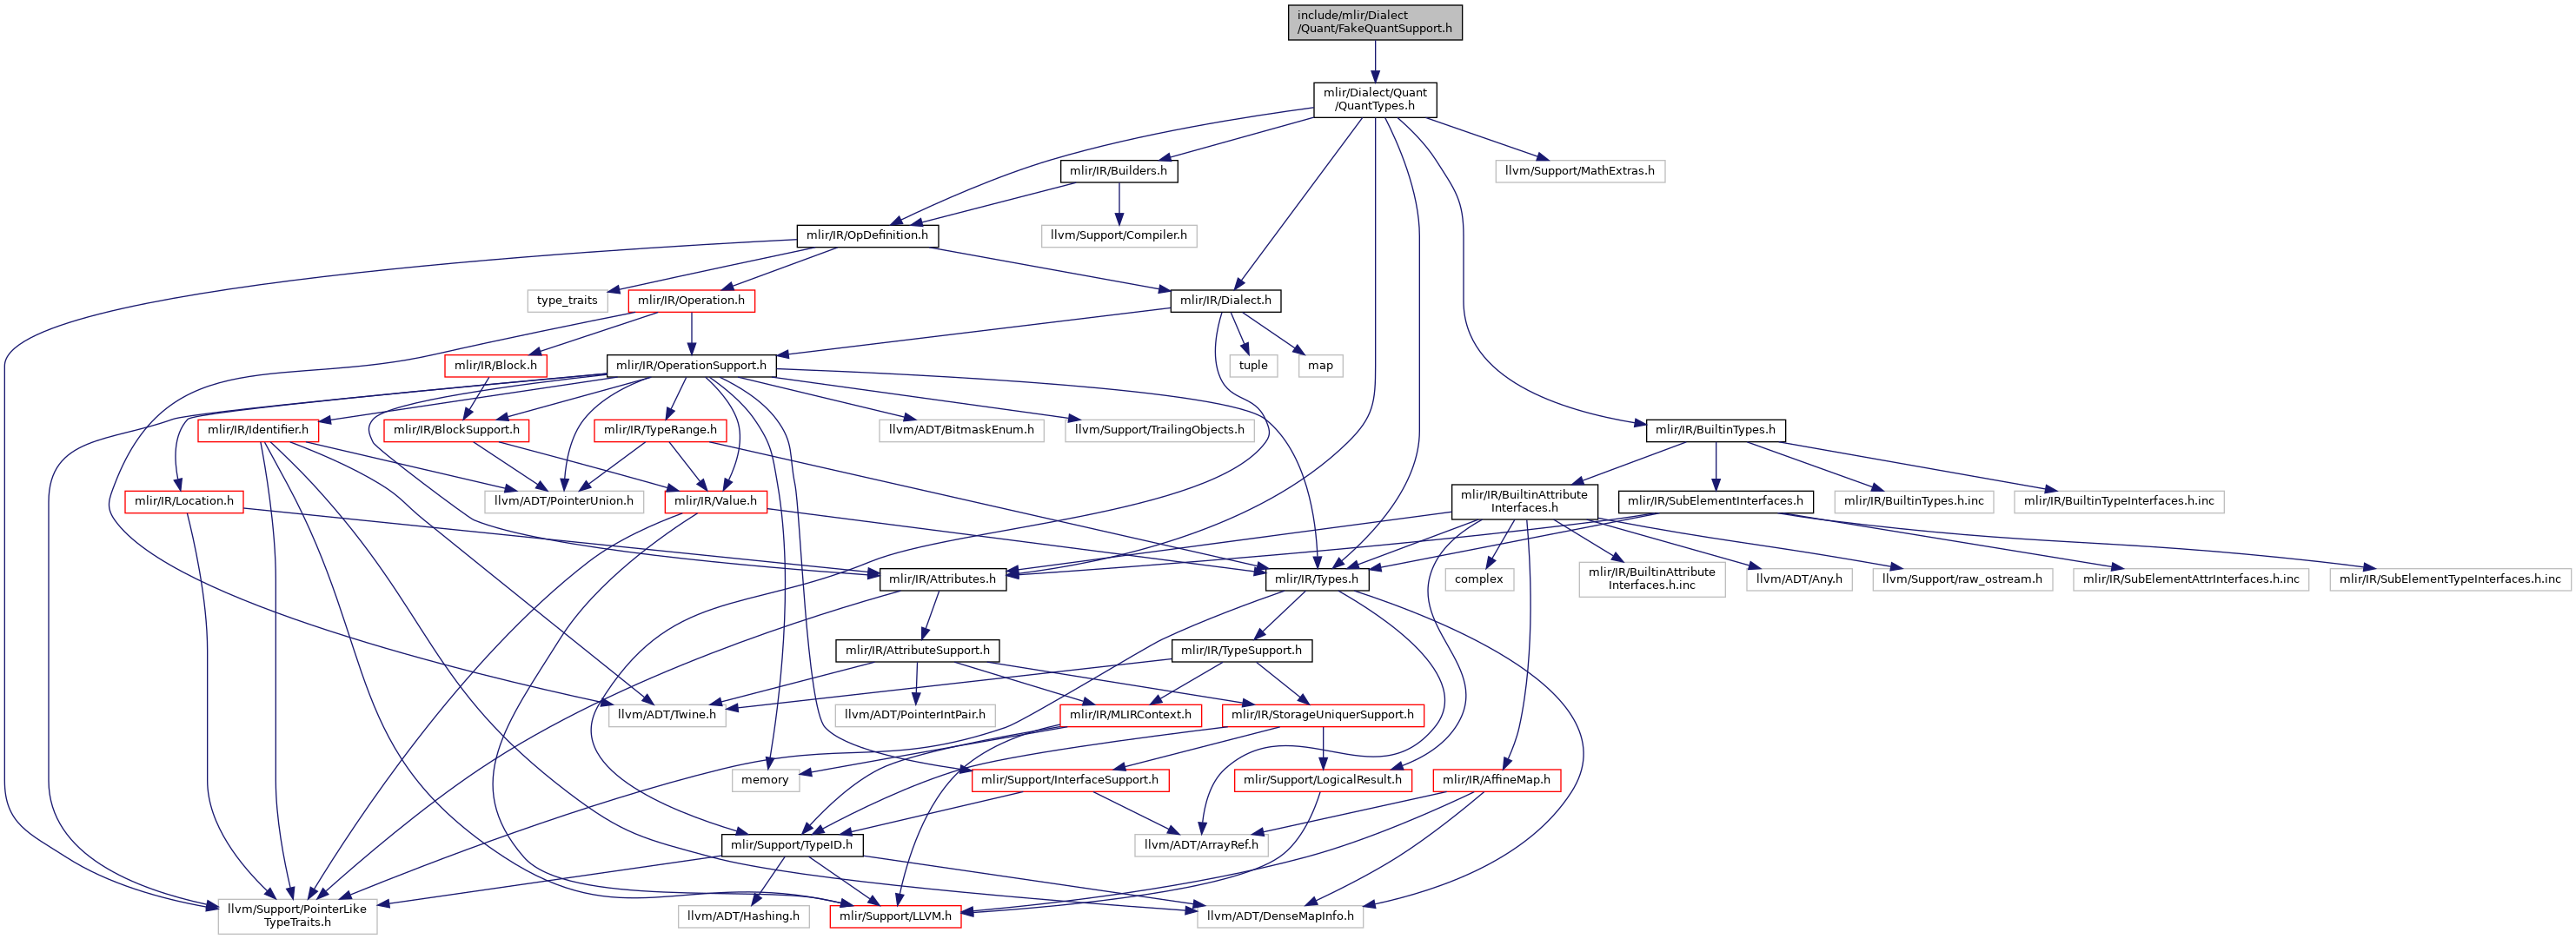 include/mlir/Dialect
/Quant/FakeQuantSupport.h
mlir/Dialect/Quant
/QuantTypes.h
mlir/IR/Builders.h
llvm/Support/MathExtras.h
mlir/IR/OpDefinition.h
llvm/Support/Compiler.h
type_traits
mlir/IR/Operation.h
mlir/IR/Dialect.h
mlir/IR/Block.h
mlir/IR/OperationSupport.h
tuple
map
mlir/IR/Identifier.h
mlir/IR/BlockSupport.h
mlir/IR/TypeRange.h
llvm/ADT/BitmaskEnum.h
llvm/Support/TrailingObjects.h
mlir/IR/BuiltinTypes.h
mlir/IR/Location.h
llvm/ADT/PointerUnion.h
mlir/IR/Value.h
mlir/IR/BuiltinAttribute
Interfaces.h
mlir/IR/SubElementInterfaces.h
mlir/IR/BuiltinTypes.h.inc
mlir/IR/BuiltinTypeInterfaces.h.inc
mlir/IR/Attributes.h
mlir/IR/Types.h
complex
mlir/IR/BuiltinAttribute
Interfaces.h.inc
llvm/ADT/Any.h
llvm/Support/raw_ostream.h
mlir/IR/SubElementAttrInterfaces.h.inc
mlir/IR/SubElementTypeInterfaces.h.inc
mlir/IR/AttributeSupport.h
mlir/IR/TypeSupport.h
llvm/ADT/Twine.h
llvm/ADT/PointerIntPair.h
mlir/IR/MLIRContext.h
mlir/IR/StorageUniquerSupport.h
memory
mlir/Support/InterfaceSupport.h
mlir/Support/LogicalResult.h
mlir/IR/AffineMap.h
mlir/Support/TypeID.h
llvm/ADT/ArrayRef.h
llvm/Support/PointerLike
TypeTraits.h
llvm/ADT/Hashing.h
mlir/Support/LLVM.h
llvm/ADT/DenseMapInfo.h